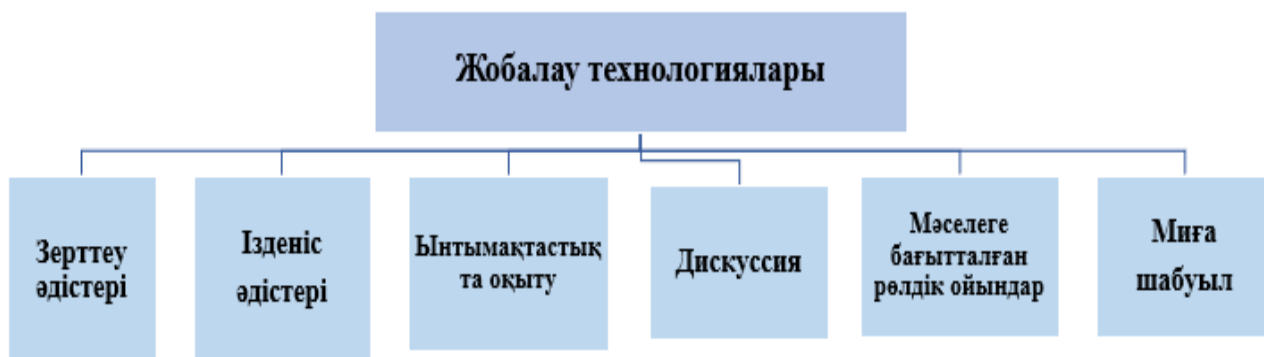 Жобалау технологиялары
Зерттеу
әдістері
Ізденіс
әдістері
Ынтымақтастық
та оқыту
Дискуссия
Мәселеге
бағытталған
рөлдік ойындар
Миға
шабуыл